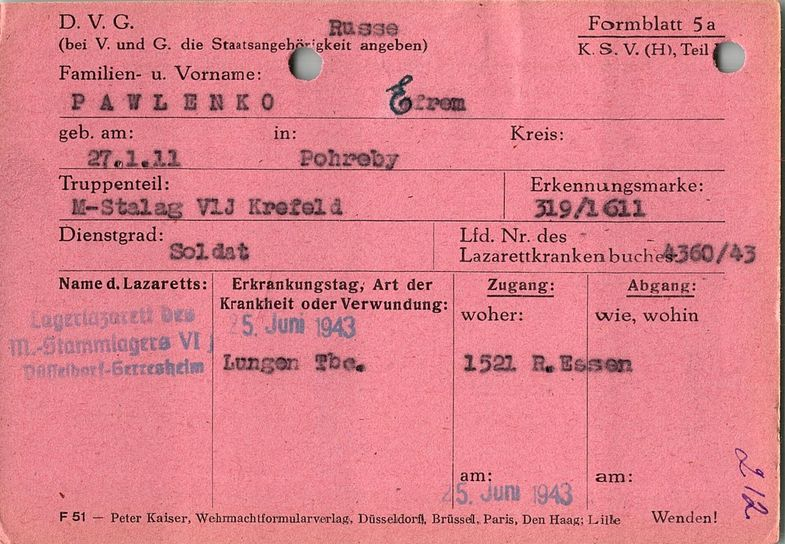 D. V. G. Russe Formblatt 5a
(bei V. und G. die Staatsangehörigkeit angeben) K. S. V. (H), Teil
Familien- u. Vorname:
PAWLENKO Efrem
geb. am: in: Kreis:
27.1.11 Pohreby
Truppenteil: Erkennungsmarke:
M-Stalag VIJ Krefeld 319/1611
Dienstgrad: Lfd. Nr. des
Soldat Lazarettkrankenbuches 4360/43
Name d. Lazaretts: Erkrankungstag, Art der Zugang: Abgang:
Krankheit oder Verwundung:
woher: wie, wohin
Lagerlazarett des 25. Juni 1943
M.-Stammlagers VI J
Düsseldorf-Gerresheim Lungen Tbc. 1521 R.Essen
am: am:
25. Juni 1943
F 51 — Peter Kaiser, Wehrmachtformularverlag, Düsseldorf, Brüssel, Paris, Den Haag, Lille Wenden!
212